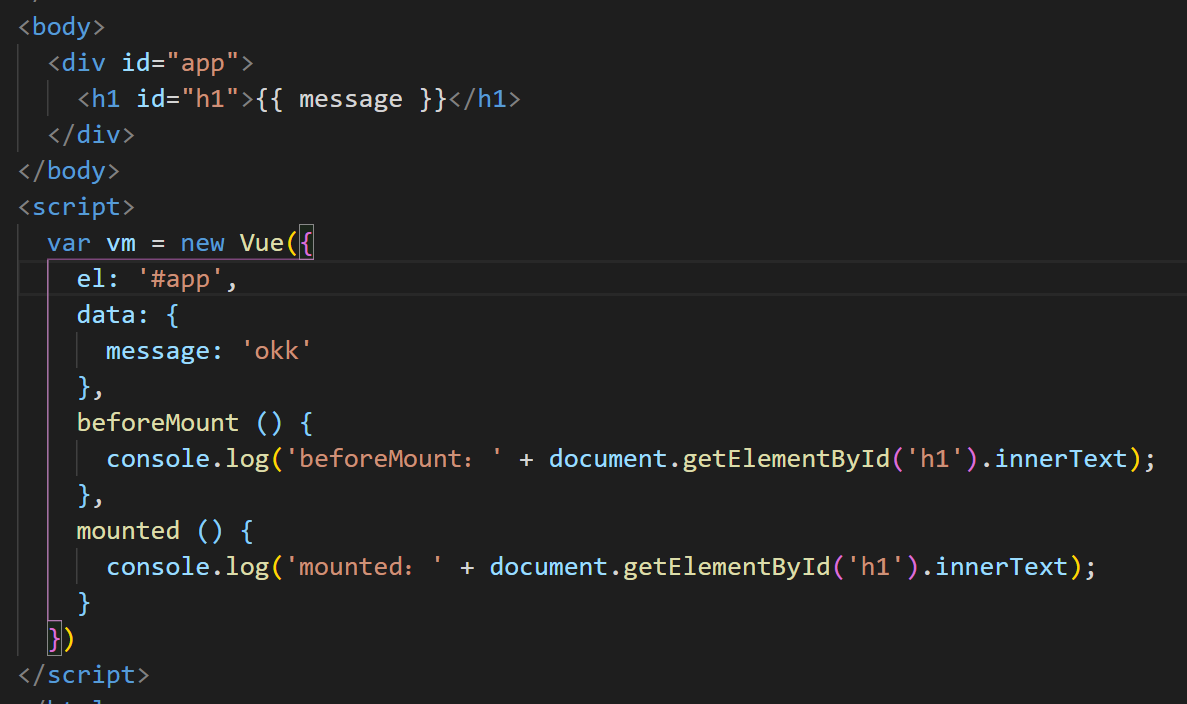 <body>
<div id="app">
<h1 id="h1">{{ message }}</h1>
</div>
</body>
<script>
var vm = new Vue({
el: '#app',
data: {
message: 'okk'
},
beforeMount () {
console.log('beforeMount：' + document.getElementById('h1').innerText);
},
mounted () {
console.log('mounted：' + document.getElementById('h1').innerText);
}
})
</script>